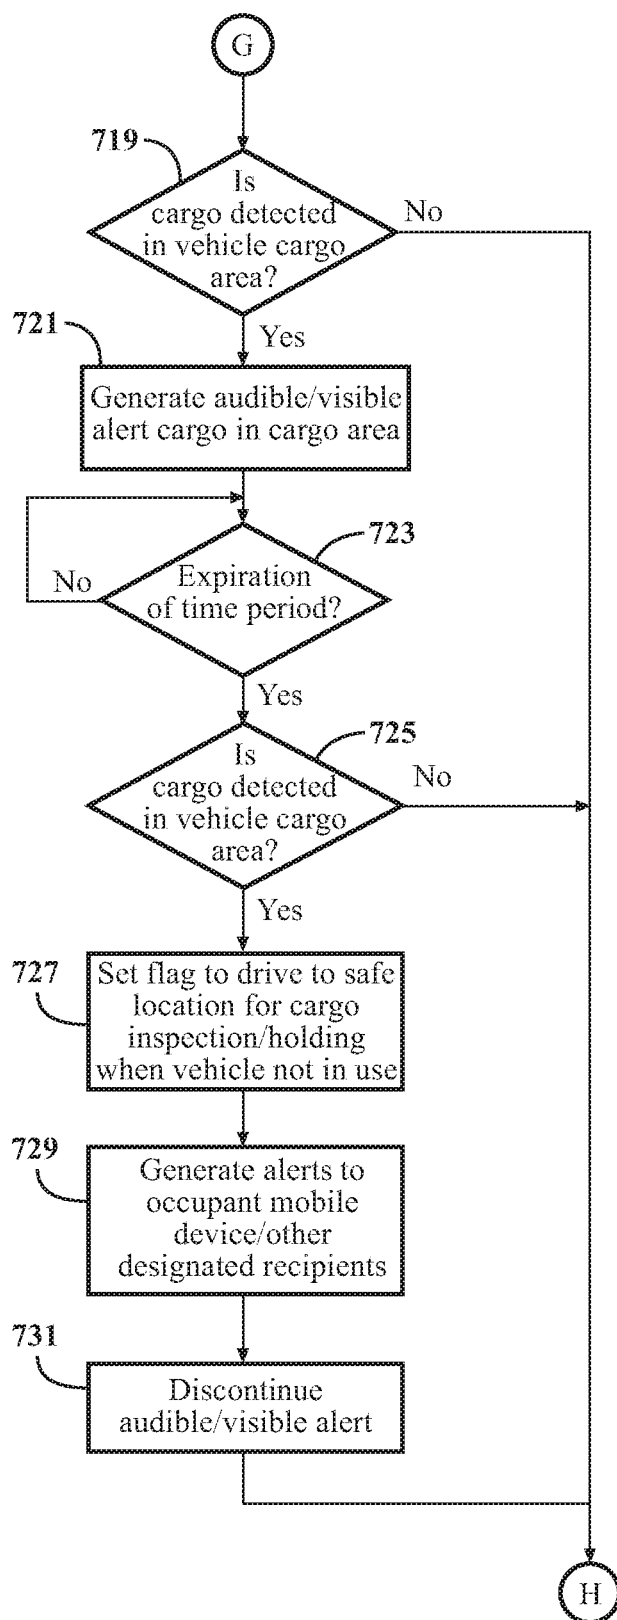 G
719
Is
cargo detected
in vehicle cargo
area?
No
Yes
721
Generate audible/visible
alert cargo in cargo area
723
Expiration
of time period?
No
Yes
725
Is
cargo detected
in vehicle cargo
area?
No
Yes
727
Set flag to drive to safe
location for cargo
inspection/holding
when vehicle not in use
729
Generate alerts to
occupant mobile
device/other
designated recipients
731
Discontinue
audible/visible alert
H